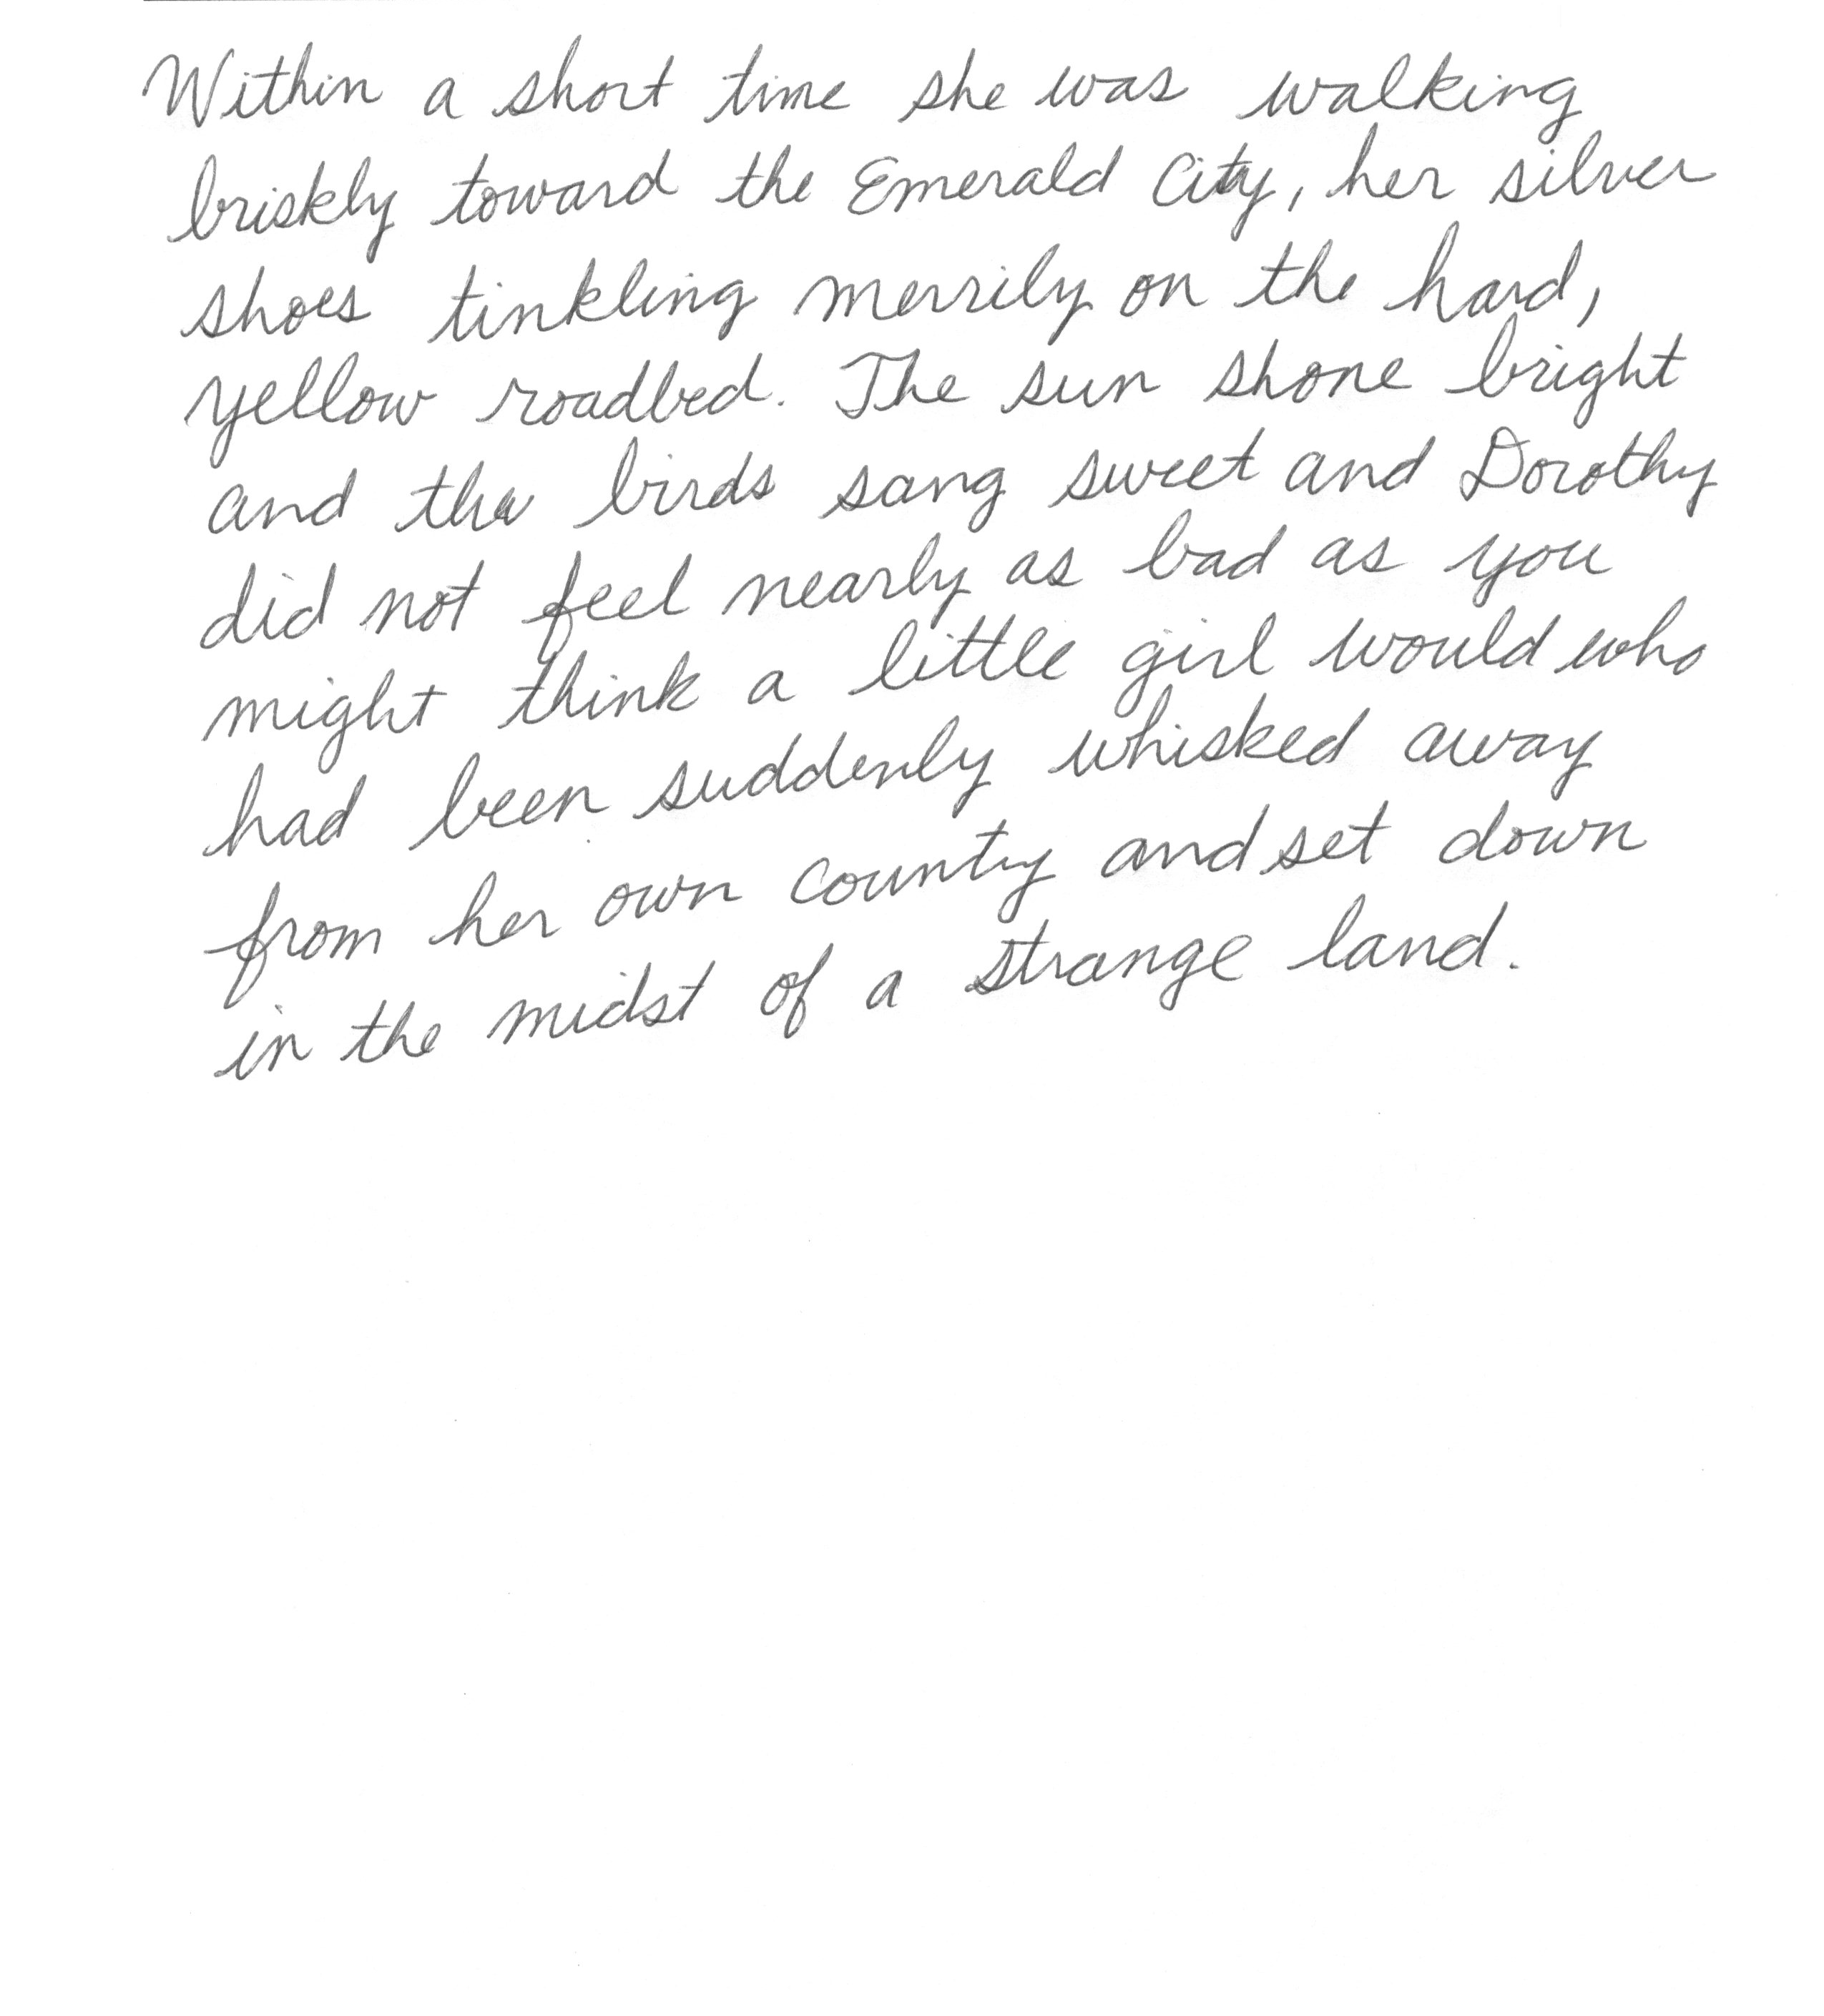 Within a short time she was walking
briskly toward the Emerald City, her silver
shoes tinkling merrily on the hard,
yellow roadbed. The sun shone bright
and the birds sang sweet and Dorothy
did not feel nearly as bad as you
might think a little girl would who
had been suddenly whisked away
from her own county and set down
in the midst of a strange land.